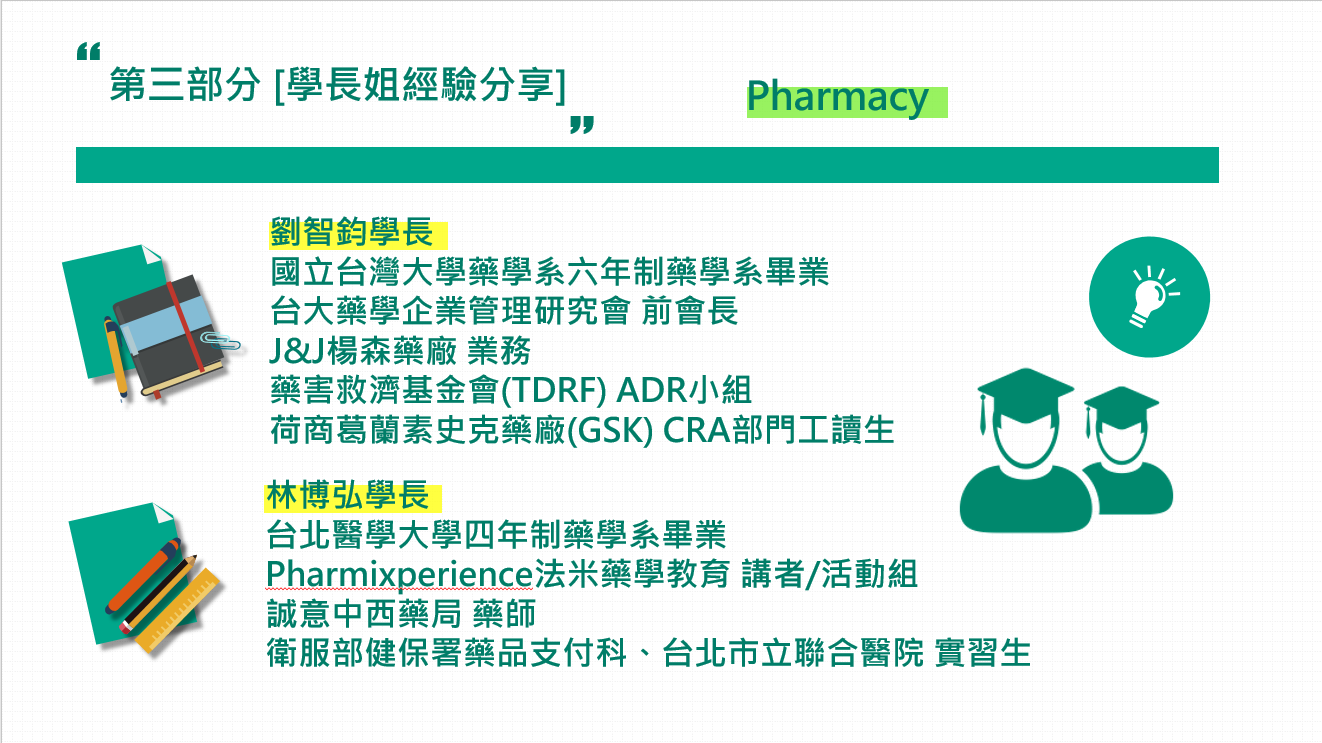 “
第三部分 [學長姐經驗分享]
”
Pharmacy
劉智鈞學長
國立台灣大學藥學系六年制藥學系畢業
台大藥學企業管理研究會 前會長
J&J楊森藥廠 業務
藥害救濟基金會(TDRF) ADR小組
荷商葛蘭素史克藥廠(GSK) CRA部門工讀生
林博弘學長
台北醫學大學四年制藥學系畢業
Pharmixperience法米藥學教育 講者/活動組
誠意中西藥局 藥師
衛服部健保署藥品支付科、台北市立聯合醫院 實習生